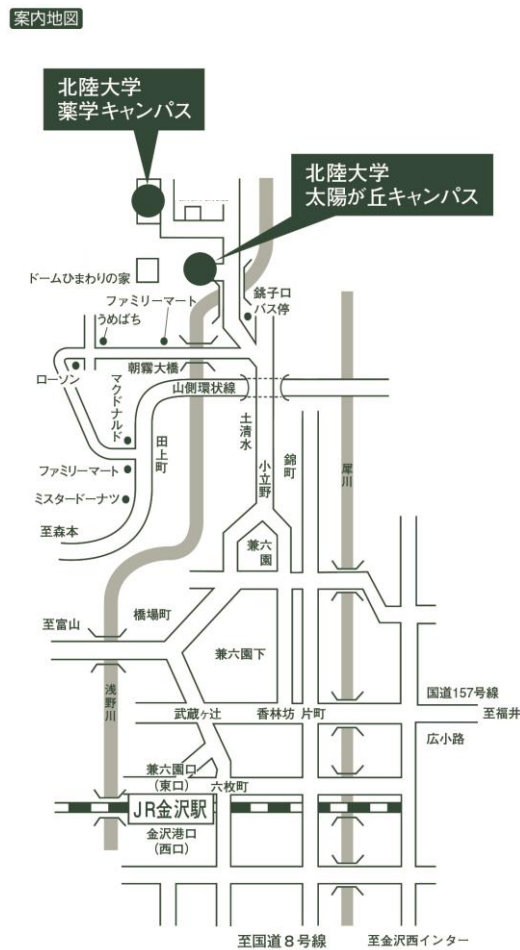 案内地図
北陸大学
薬学キャンパス
北陸大学
太陽が丘キャンパス
ドームひまわりの家
銚子口
バス停
ファミリーマート
うめばち
朝霧大橋
ローソン
マクドナルド
山側環状線
田上町
土清水
小立野
錦町
犀川
ファミリーマート
ミスタードーナツ
至森本
兼六
園
橋場町
至富山
兼六園下
浅野川
国道157号線
武蔵ヶ辻
香林坊
片町
至福井
広小路
兼六園口
(東口)
六枚町
JR金沢駅
金沢港口
(西口)
至国道8号線
至金沢西インター